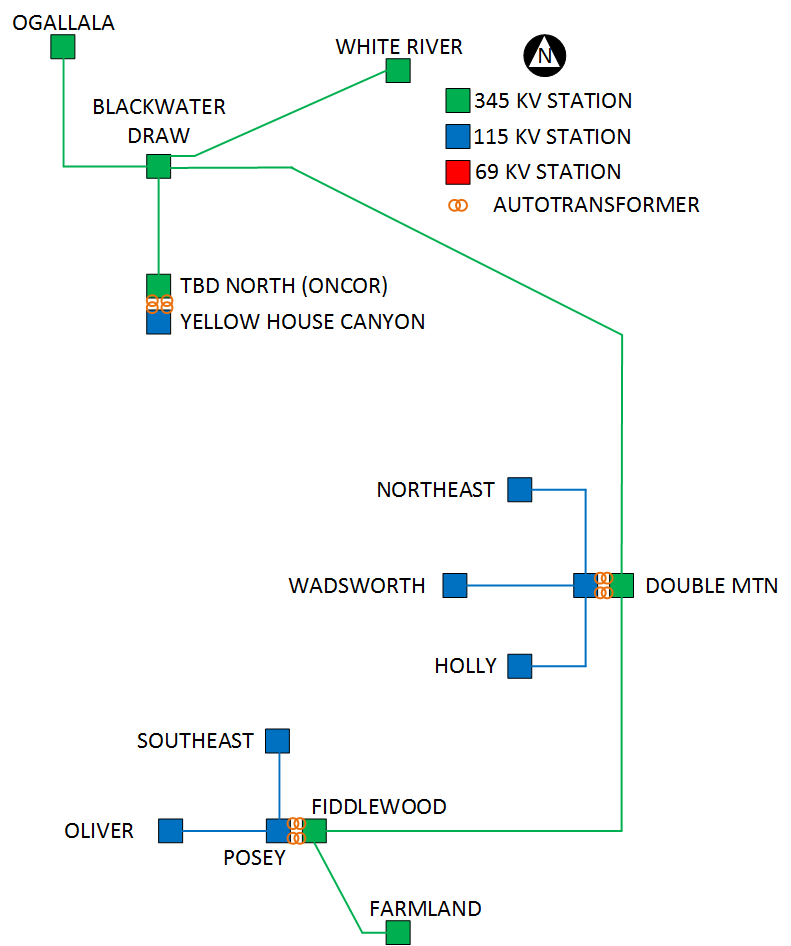 OGALLALA
WHITE RIVER
N
345 KV STATION
BLACKWATER
DRAW
115 KV STATION
69 KV STATION
AUTOTRANSFORMER
TBD NORTH (ONCOR)
YELLOW HOUSE CANYON
NORTHEAST
WADSWORTH
DOUBLE MTN
HOLLY
SOUTHEAST
FIDDLEWOOD
OLIVER
POSEY
FARMLAND